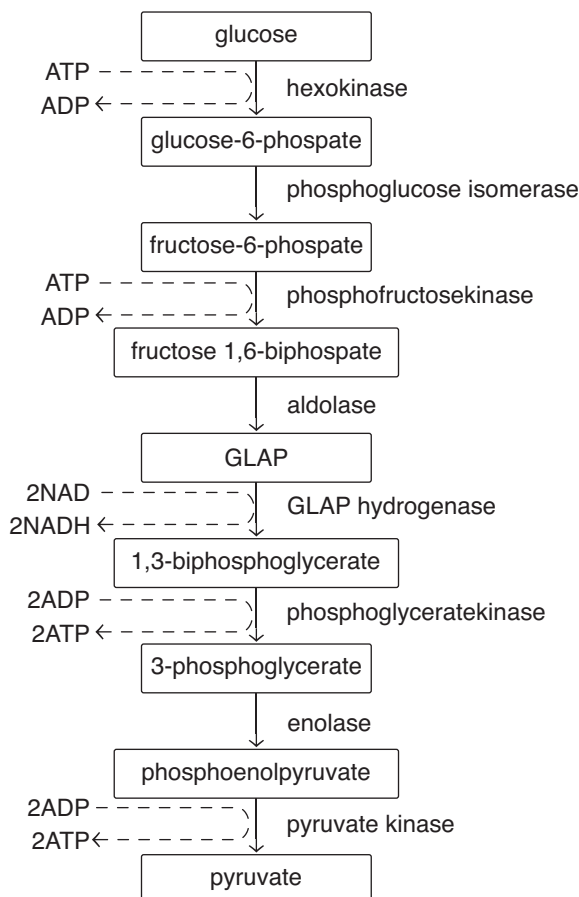 glucose
ATP
ADP
hexokinase
glucose-6-phospate
phosphoglucose isomerase
fructose-6-phospate
ATP
ADP
phosphofructosekinase
fructose 1,6-biphospate
aldolase
GLAP
2NAD
2NADH
GLAP hydrogenase
1,3-biphosphoglycerate
2ADP
2ATP
phosphoglyceratekinase
3-phosphoglycerate
enolase
phosphoenolpyruvate
2ADP
2ATP
pyruvate kinase
pyruvate